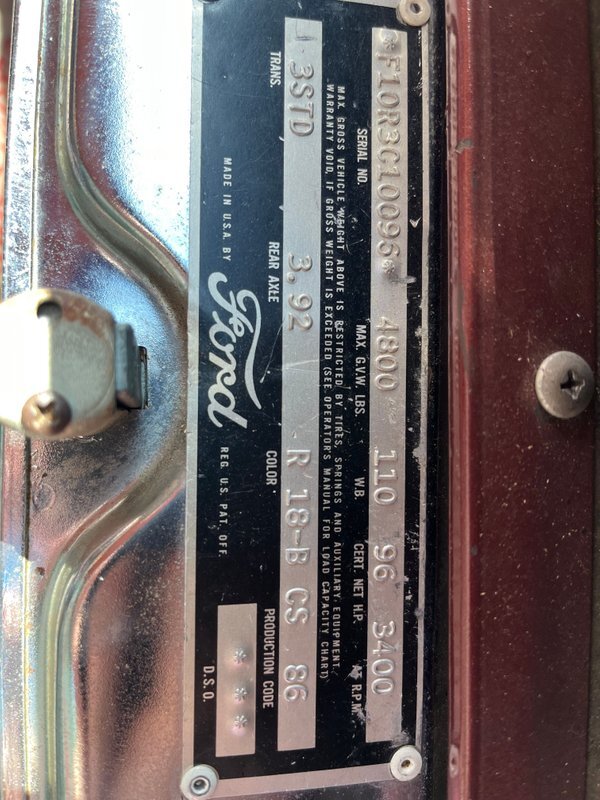 *F10R3C10096* 4800 110 96 3400
SERIAL NO. MAX. G.V.W. LBS. W.B. CERT. NET H.P. AT R.P.M.
MAX. GROSS VEHICLE WEIGHT ABOVE IS RESTRICTED BY TIRES, SPRINGS AND AUXILIARY EQUIPMENT.
WARRANTY VOID, IF GROSS WEIGHT IS EXCEEDED (SEE OPERATOR'S MANUAL FOR LOAD CAPACITY CHART)
3STD 3.92 R 18-B CS 86
TRANS. REAR AXLE COLOR PRODUCTION CODE
MADE IN U.S.A. BY Ford REG. U.S. PAT. OFF. ***
D.S.O.